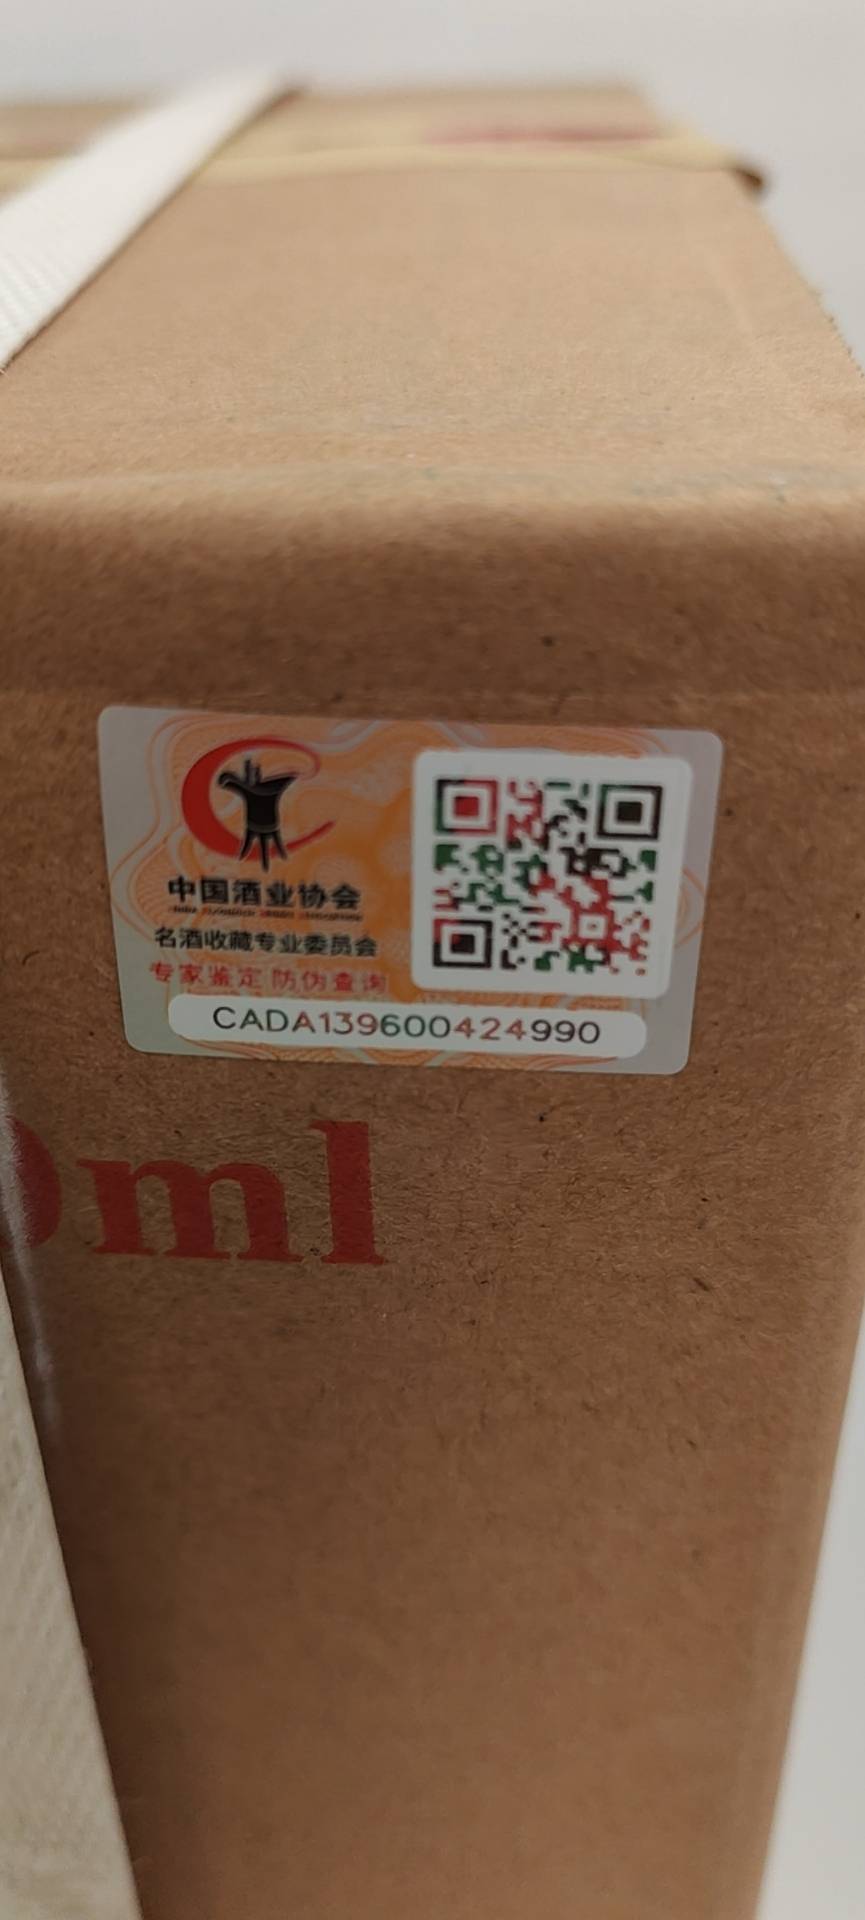 中国酒业协会
名酒收藏专业委员会
专家鉴定 防伪查询
CADA139600424990
ml